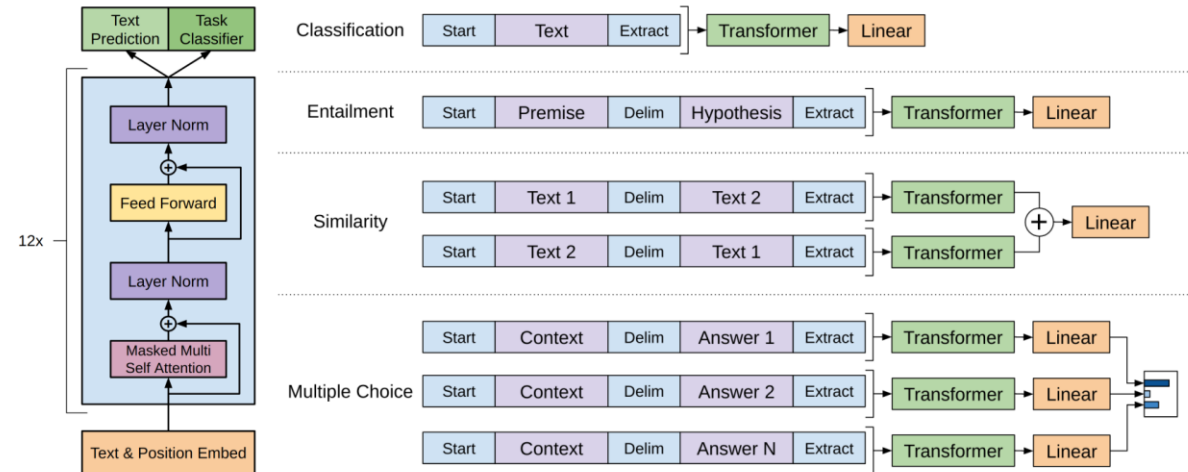 Text
Prediction
Task
Classifier
Layer Norm
Feed Forward
12x
Layer Norm
Masked Multi
Self Attention
Text & Position Embed
Classification
Start Text Extract Transformer Linear
Entailment
Start Premise Delim Hypothesis Extract Transformer Linear
Similarity
Start Text 1 Delim Text 2 Extract Transformer
Start Text 2 Delim Text 1 Extract Transformer
Linear
Multiple Choice
Start Context Delim Answer 1 Extract Transformer Linear
Start Context Delim Answer 2 Extract Transformer Linear
Start Context Delim Answer N Extract Transformer Linear